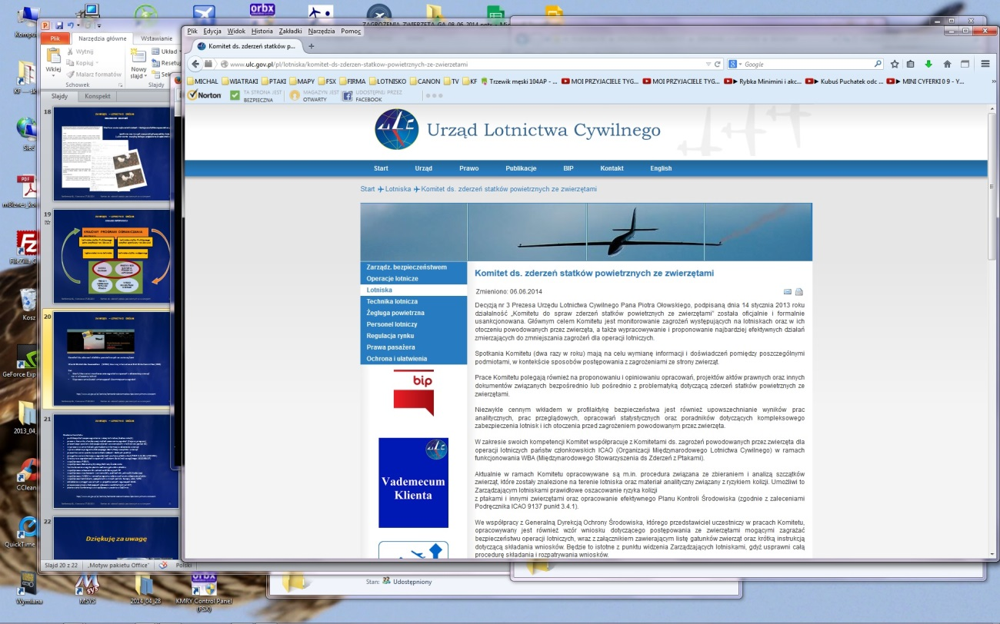 ZAGROŻENIA_ZWIERZĘTA_GA_08_06_2014.pptx
orbx
Kompu
KF
Sieć
PDF
FileZilla C
Kosz
GeForce Exp
2013_04_
CClean
QuickTime
Wymiana
MSYS
2014_04_28
KMRY Control Panel
(FSX)
Plik
Narzędzia główne
Wstawianie
Wklej
Wytnij
Kopiuj
Malarz formatów
Schowek
Nowy
slajd
Układ
Resetu
Slajdy
Slajdy
Konspekt
18
19
20
21
22
Dziękuję za uwagę
Slajd 20 z 22
„Motyw pakietu Office”
Polski
Plik Edycja Widok Historia Zakładki Narzędzia Pomoc
Komitet ds. zderzeń statków p...
www.ulc.gov.pl/pl/lotniska/komitet-ds-zderzen-statkow-powietrznych-ze-zwierzetami
Google
MICHAL WIATRAKI PTAKI MAPY FSX FIRMA LOTNISKO CANON TV KF Trzewik męski 104AP - ... MOI PRZYJACIELE TYG... MOI PRZYJACIELE TYG... Rybka Minimini i akc... Kubuś Puchatek odc ... MINI CYFERKI 0 9 - Y...
Norton
TA STRONA JEST
BEZPIECZNA
MAGAZYN JEST
OTWARTY
UDOSTĘPNIJ PRZEZ
FACEBOOK
Urząd Lotnictwa Cywilnego
Start Urząd Prawo Publikacje BIP Kontakt English
Start Lotniska Komitet ds. zderzeń statków powietrznych ze zwierzętami
Zarządz. bezpieczeństwem
Operacje lotnicze
Lotniska
Technika lotnicza
Żegluga powietrzna
Personel lotniczy
Regulacja rynku
Prawa pasażera
Ochrona i ułatwienia
bip
Vademecum
Klienta
Komitet ds. zderzeń statków powietrznych ze zwierzętami
Zmieniono: 06.06.2014
Decyzją nr 3 Prezesa Urzędu Lotnictwa Cywilnego Pana Piotra Ołowskiego, podpisaną dnia 14 stycznia 2013 roku
działalność „Komitetu do spraw zderzeń statków powietrznych ze zwierzętami” została oficjalnie i formalnie
usankcjonowana. Głównym celem Komitetu jest monitorowanie zagrożeń występujących na lotniskach oraz w ich
otoczeniu powodowanych przez zwierzęta, a także wypracowywanie i proponowanie najbardziej efektywnych działań
zmierzających do zmniejszania zagrożeń dla operacji lotniczych.
Spotkania Komitetu (dwa razy w roku) mają na celu wymianę informacji i doświadczeń pomiędzy poszczególnymi
podmiotami, w kontekście sposobów postępowania z zagrożeniami ze strony zwierząt.
Prace Komitetu polegają również na proponowaniu i opiniowaniu opracowań, projektów aktów prawnych oraz innych
dokumentów związanych bezpośrednio lub pośrednio z problematyką dotyczącą zderzeń statków powietrznych ze
zwierzętami.
Niezwykle cennym wkładem w profilaktykę bezpieczeństwa jest również upowszechnianie wyników prac
analitycznych, prac przeglądowych, opracowań statystycznych oraz poradników dotyczących kompleksowego
zabezpieczenia lotnisk i ich otoczenia przed zagrożeniem powodowanym przez zwierzęta.
W zakresie swoich kompetencji Komitet współpracuje z Komitetami ds. zagrożeń powodowanych przez zwierzęta dla
operacji lotniczych państw członkowskich ICAO (Organizacji Międzynarodowego Lotnictwa Cywilnego) w ramach
funkcjonowania WBA (Międzynarodowego Stowarzyszenia ds Zderzeń z Ptakami).
Aktualnie w ramach Komitetu opracowywane są m.in. procedura związana ze zbieraniem i analizą szczątków
zwierząt, które zostały znalezione na terenie lotniska oraz materiał analityczny związany z ryzykiem kolizji. Umożliwi to
Zarządzającym lotniskami prawidłowe oszacowanie ryzyka kolizji
z ptakami i innymi zwierzętami oraz opracowanie efektywnego Planu Kontroli Środowiska (zgodnie z zaleceniami
Podręcznika ICAO 9137 punkt 3.4.1).
We współpracy z Generalną Dyrekcją Ochrony Środowiska, którego przedstawiciel uczestniczy w pracach Komitetu,
opracowywany jest również wzór wniosku dotyczącego postępowania ze zwierzętami mogącymi zagrażać
bezpieczeństwu operacji lotniczych, wraz z załącznikiem zawierającym listę gatunków zwierząt oraz krótką instrukcją
dotyczącą składania wniosków. Będzie to istotne z punktu widzenia Zarządzających lotniskami, gdyż usprawni całą
procedurę składania i rozpatrywania wniosków.
Stan: Udostępniony